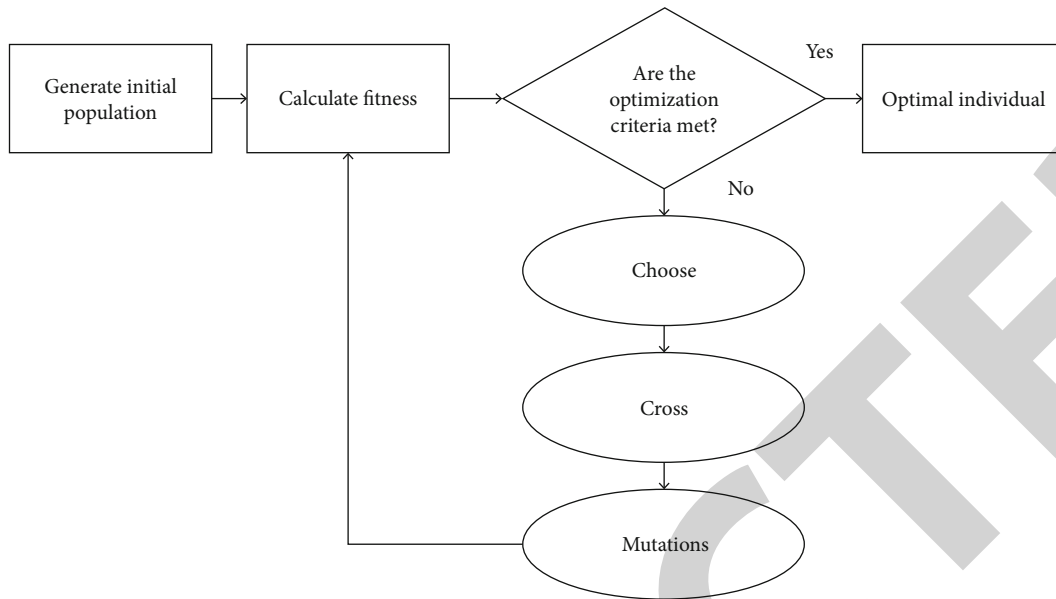 Generate initial
population
Calculate fitness
Are the
optimization
criteria met?
Yes
Optimal individual
No
Choose
Cross
Mutations